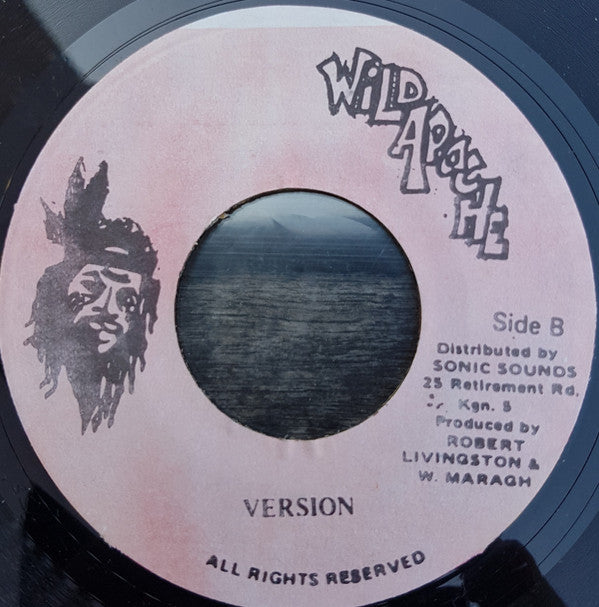 WILD
APACHE
Side B
Distributed by
SONIC SOUNDS
25 Retirement Rd.
Kgn. 5
Produced by
ROBERT
LIVINGSTON &
W. MARAGH
VERSION
ALL RIGHTS RESERVED